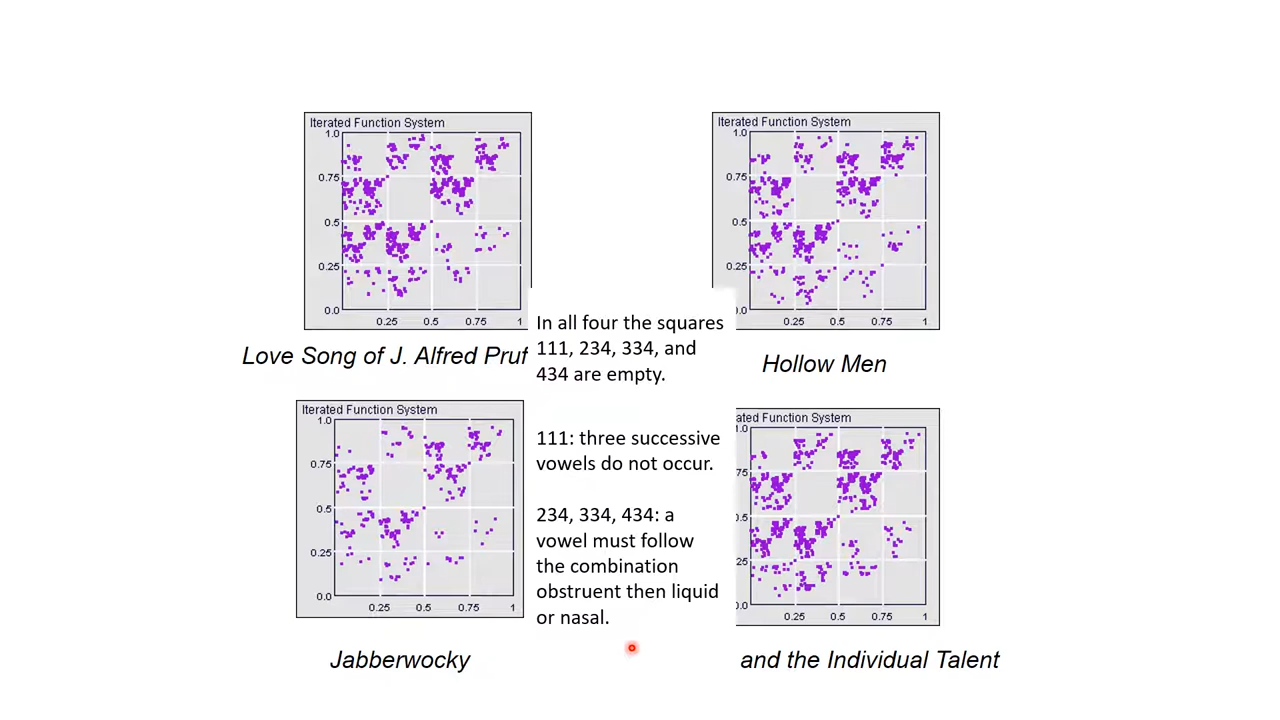 Iterated Function System
1.0
0.75
0.5
0.25
0.0
0.25 0.5 0.75 1
Love Song of J. Alfred Pruf
Iterated Function System
1.0
0.75
0.5
0.25
0.0
0.25 0.5 0.75 1
Hollow Men
In all four the squares
111, 234, 334, and
434 are empty.
111: three successive
vowels do not occur.
234, 334, 434: a
vowel must follow
the combination
obstruent then liquid
or nasal.
Iterated Function System
1.0
0.75
0.5
0.25
0.0
0.25 0.5 0.75 1
Jabberwocky
ated Function System
1.0
75
0.5
25
0.0
0.25 0.5 0.75 1
and the Individual Talent